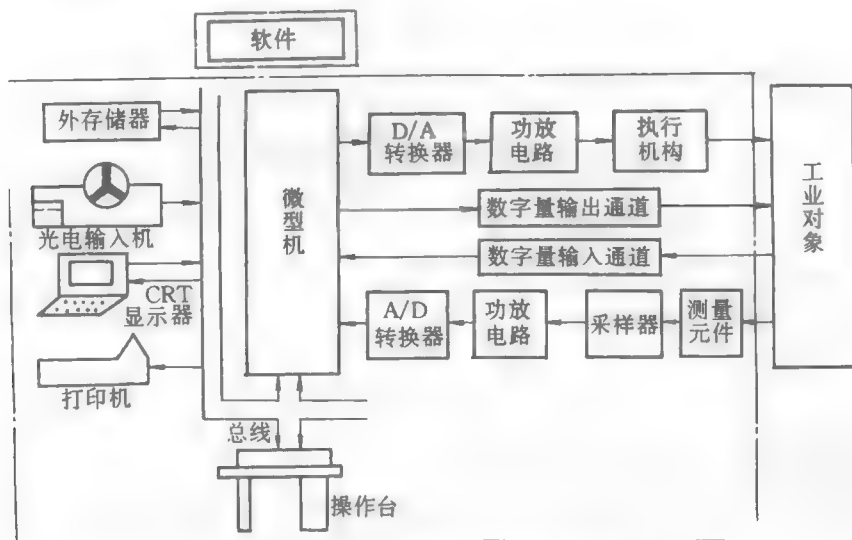 软件
外存储器
光电输入机
CRT
显示器
打印机
微型机
D/A
转换器
功放
电路
执行
机构
数字量输出通道
数字量输入通道
A/D
转换器
功放
电路
采样器
测量
元件
工业对象
总线
操作台